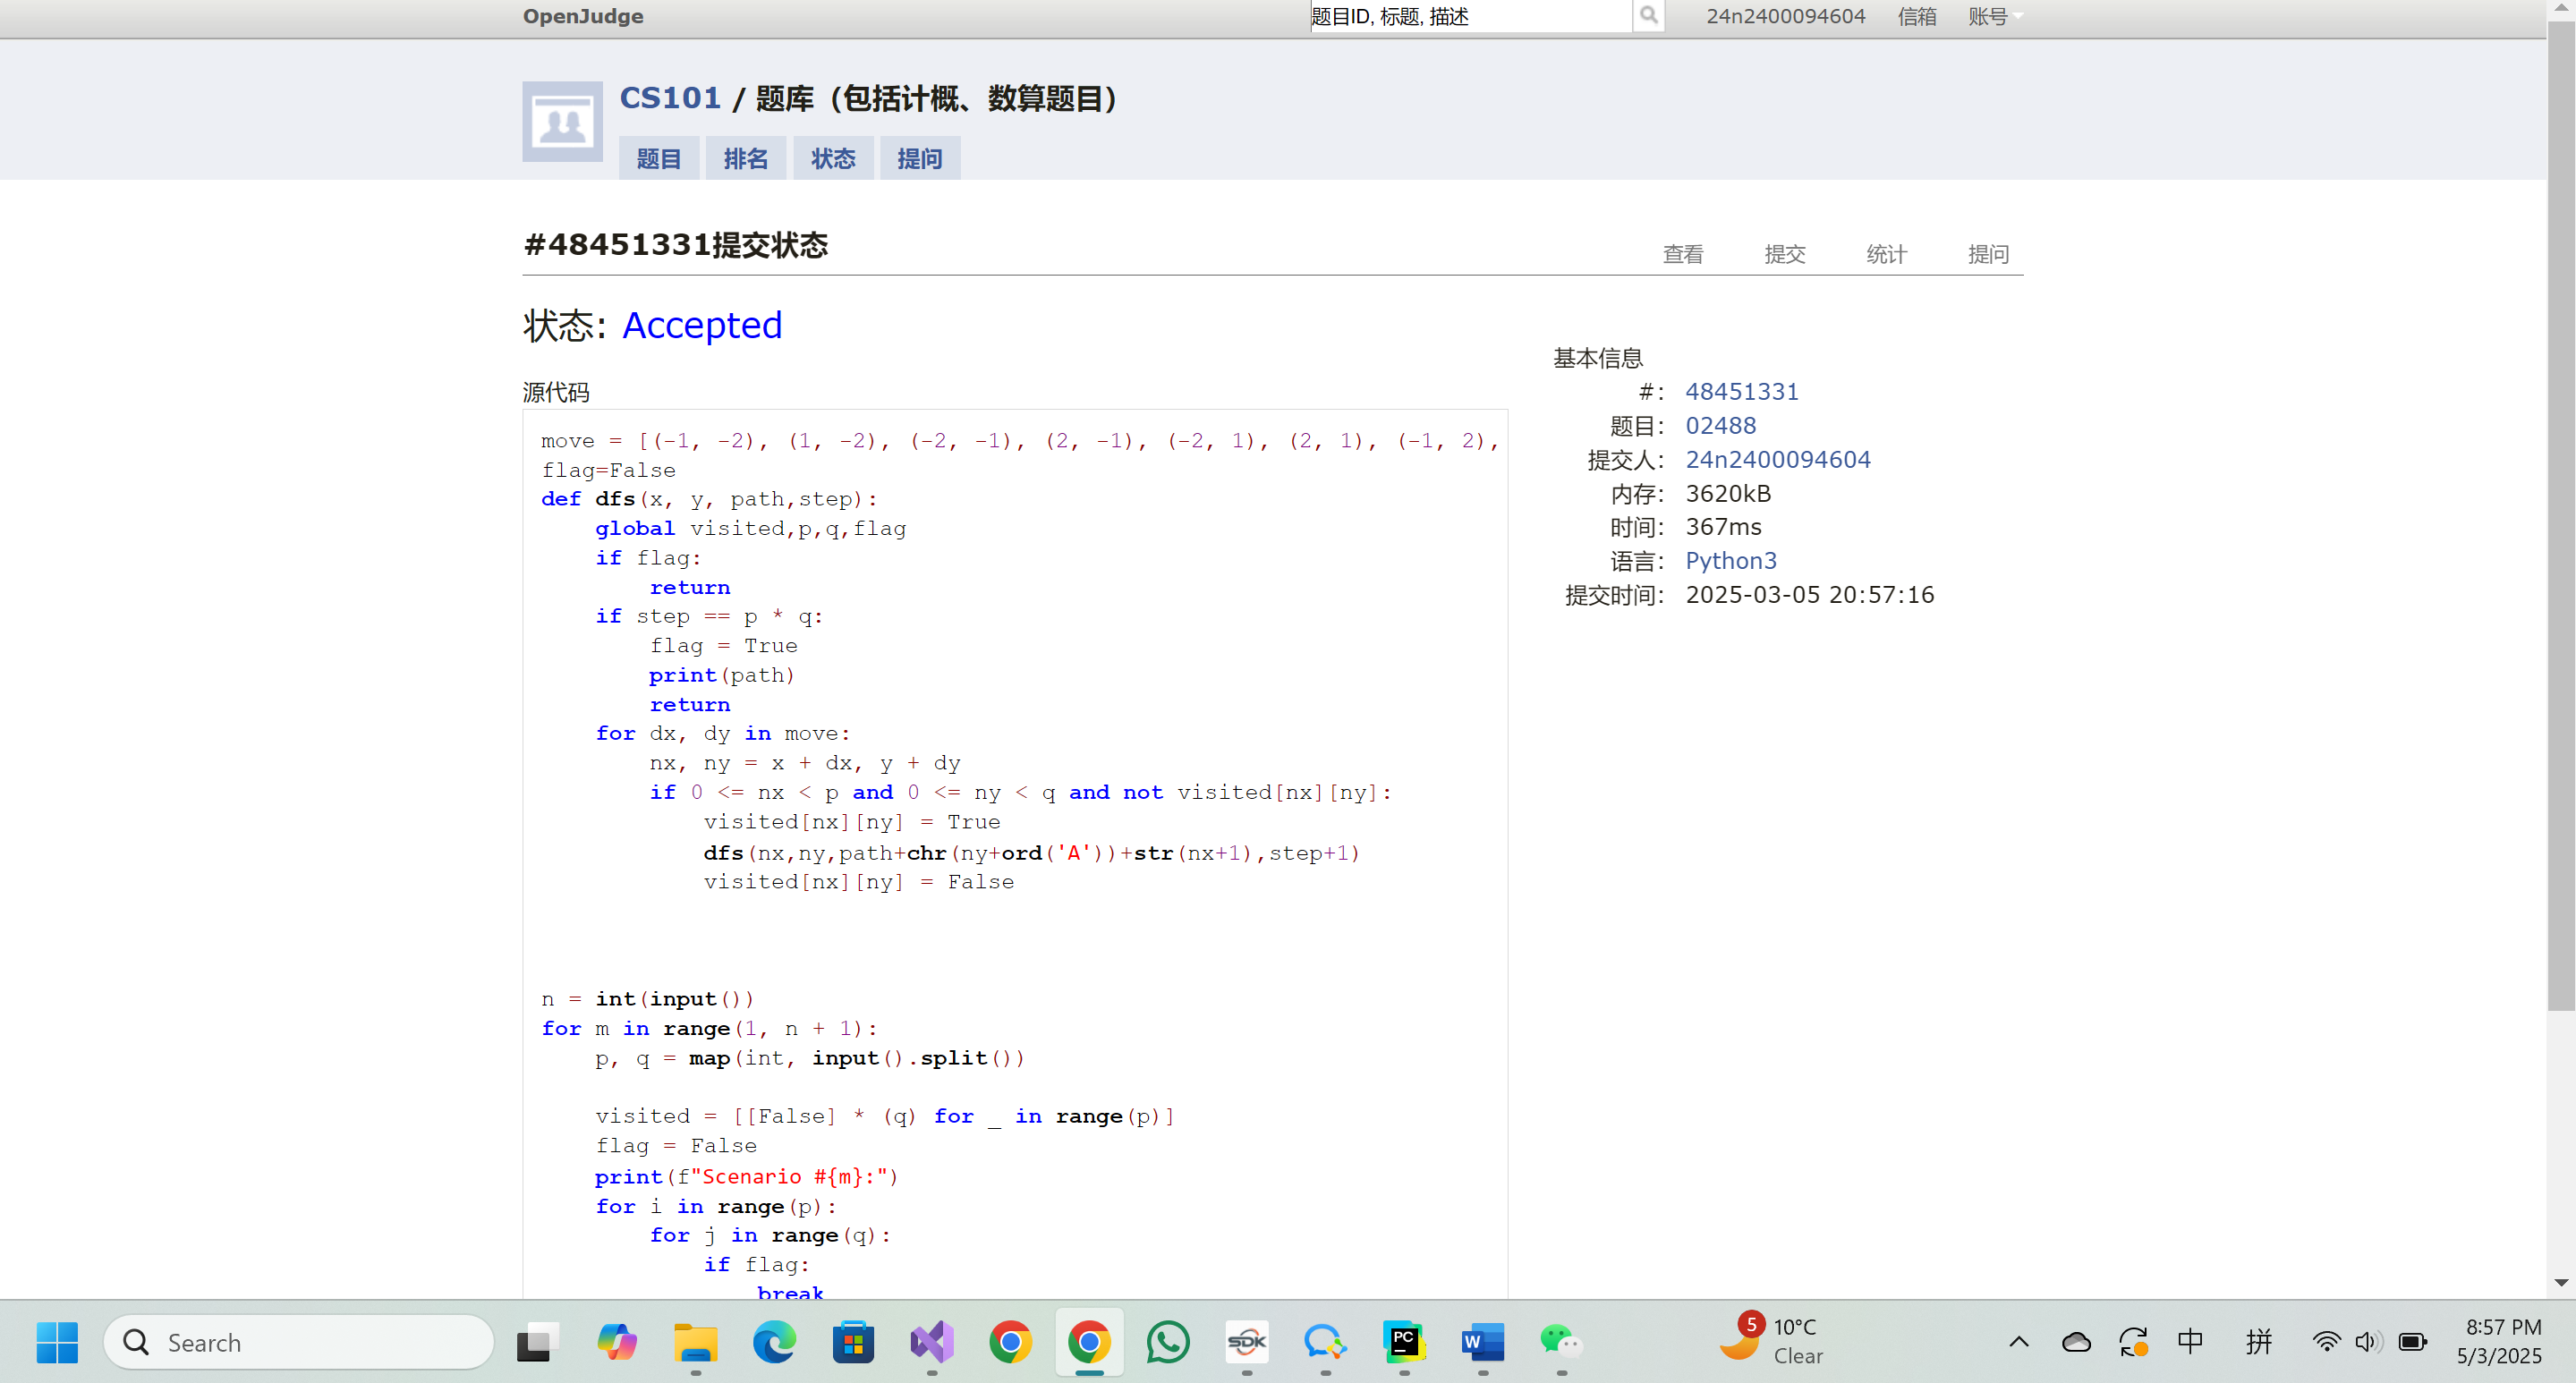 OpenJudge
题目ID, 标题, 描述
24n2400094604 信箱 账号
CS101 / 题库（包括计概、数算题目）
题目 排名 状态 提问
#48451331提交状态
查看 提交 统计 提问
状态: Accepted
源代码
move = [(-1, -2), (1, -2), (-2, -1), (2, -1), (-2, 1), (2, 1), (-1, 2),
flag=False
def dfs(x, y, path,step):
    global visited,p,q,flag
    if flag:
        return
    if step == p * q:
        flag = True
        print(path)
        return
    for dx, dy in move:
        nx, ny = x + dx, y + dy
        if 0 <= nx < p and 0 <= ny < q and not visited[nx][ny]:
            visited[nx][ny] = True
            dfs(nx,ny,path+chr(ny+ord('A'))+str(nx+1),step+1)
            visited[nx][ny] = False
n = int(input())
for m in range(1, n + 1):
    p, q = map(int, input().split())
    visited = [[False] * (q) for _ in range(p)]
    flag = False
    print(f"Scenario #{m}:")
    for i in range(p):
        for j in range(q):
            if flag:
                break
基本信息
#: 48451331
题目: 02488
提交人: 24n2400094604
内存: 3620kB
时间: 367ms
语言: Python3
提交时间: 2025-03-05 20:57:16
Search
SDK
PC
W
5
10°C
Clear
中
拼
8:57 PM
5/3/2025